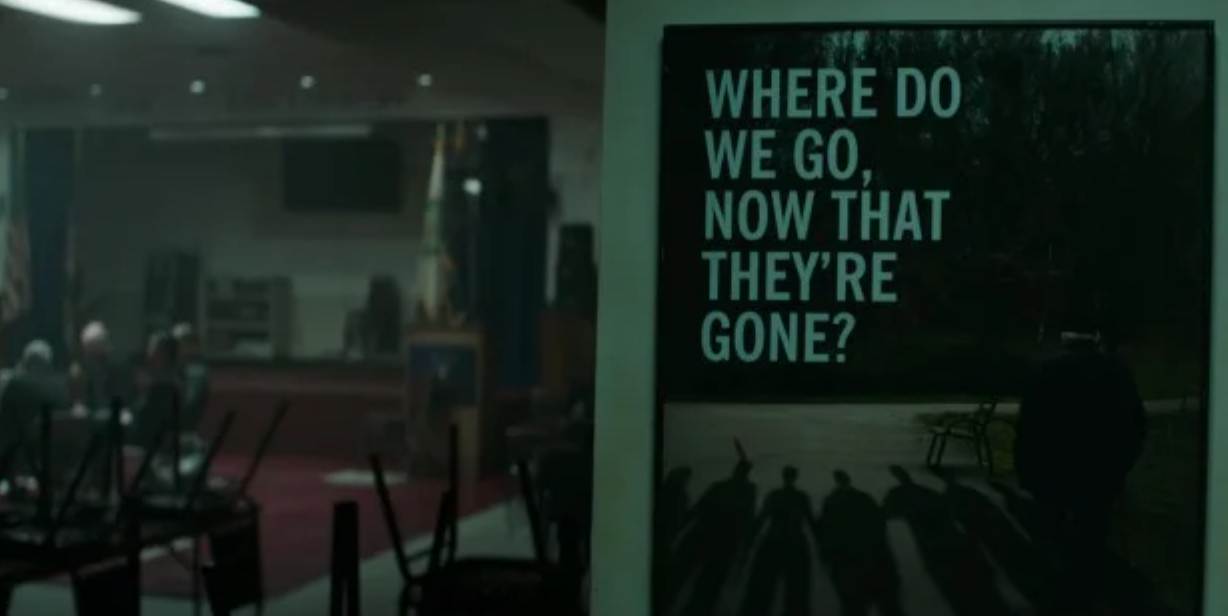 WHERE DO
WE GO,
NOW THAT
THEY'RE
GONE?